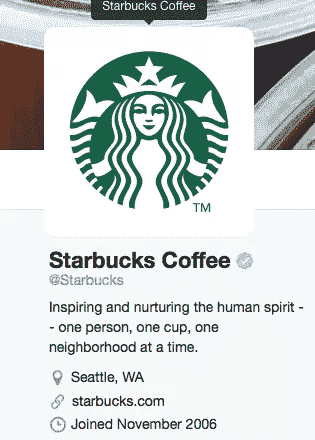 Starbucks Coffee
TM
Starbucks Coffee
@Starbucks
Inspiring and nurturing the human spirit -
- one person, one cup, one
neighborhood at a time.
Seattle, WA
starbucks.com
Joined November 2006